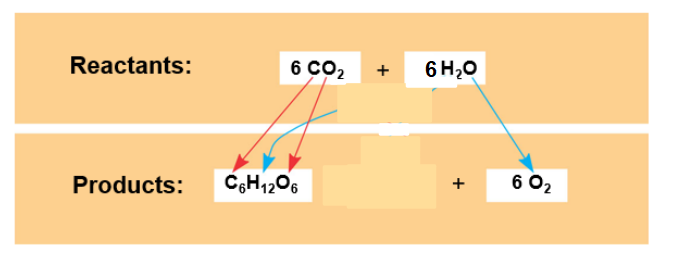 Reactants: 6 CO₂ + 6 H₂O
Products: C₆H₁₂O₆ + 6 O₂